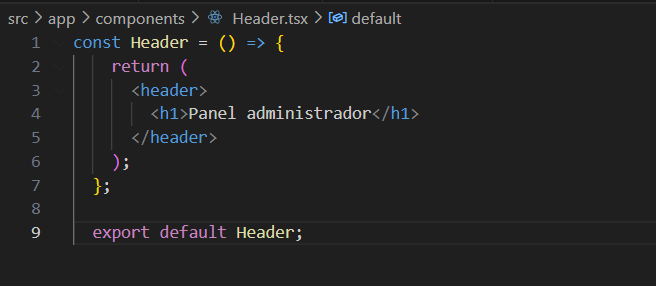 src > app > components > Header.tsx > default
1 const Header = () => {
2 return (
3 <header>
4 <h1>Panel administrador</h1>
5 </header>
6 );
7 };
8
9 export default Header;